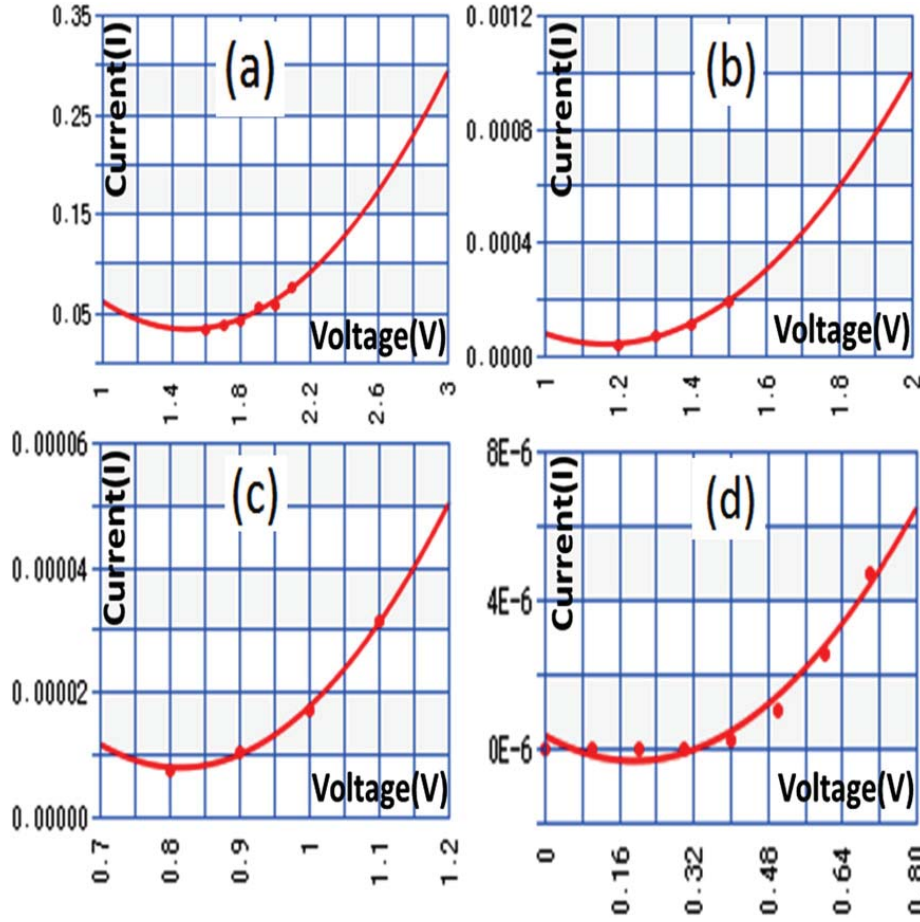 (a)
Current(I)
0.35
0.25
0.15
0.05
Voltage(V)
1
1.4
1.8
2.2
2.6
3
(b)
Current(I)
0.0012
0.0008
0.0004
0.0000
Voltage(V)
1
1.2
1.4
1.6
1.8
2
(c)
Current(I)
0.00006
0.00004
0.00002
0.00000
Voltage(V)
0.7
0.8
0.9
1
1.1
1.2
(d)
Current(I)
8E-6
4E-6
0E-6
Voltage(V)
0
0.16
0.32
0.48
0.64
0.80